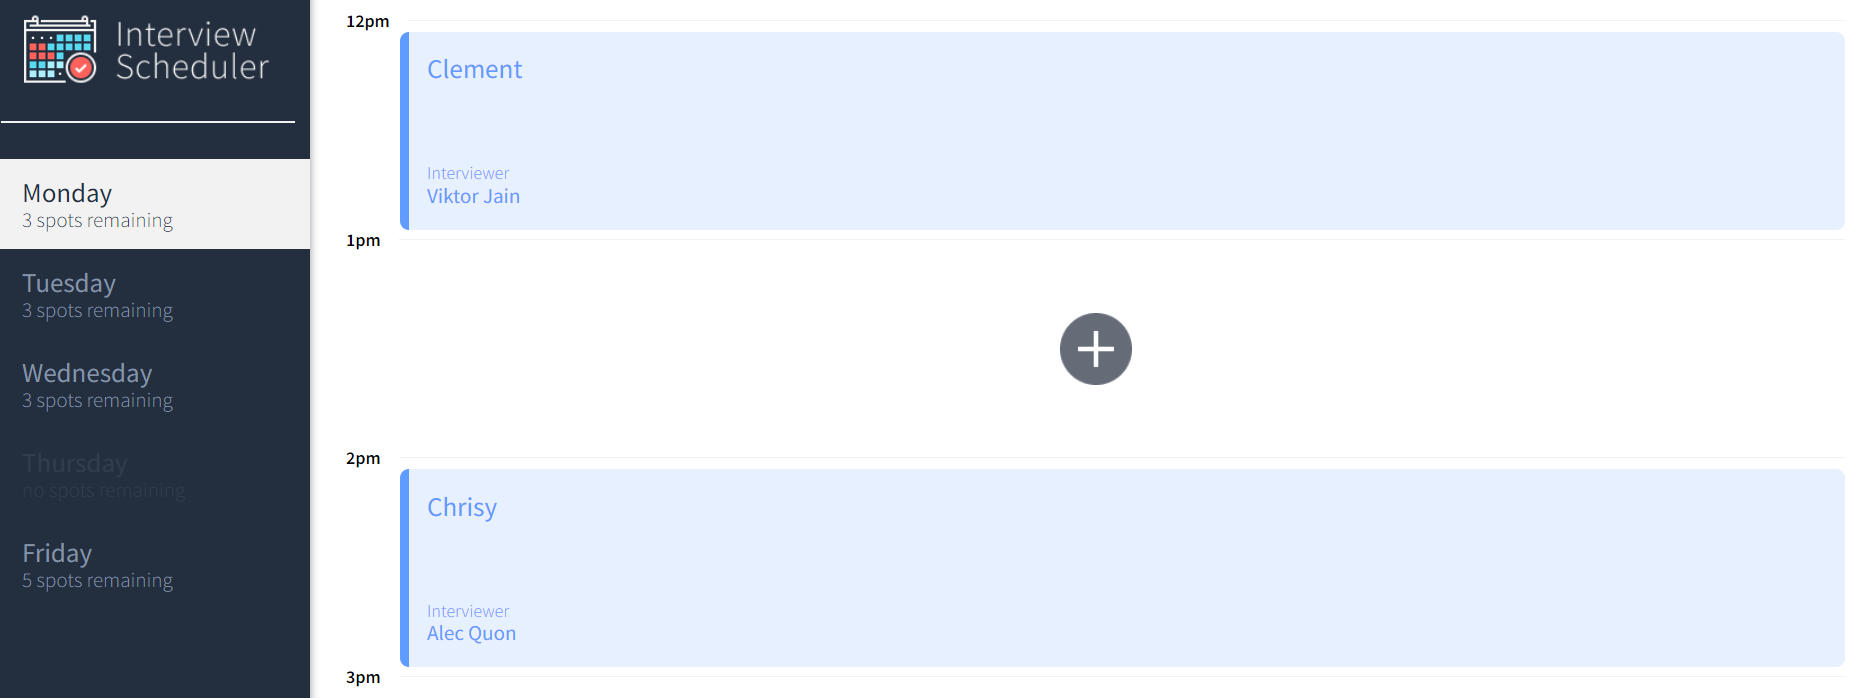 Interview
Scheduler
Monday
3 spots remaining
Tuesday
3 spots remaining
Wednesday
3 spots remaining
Thursday
no spots remaining
Friday
5 spots remaining
12pm
Clement
Interviewer
Viktor Jain
1pm
2pm
Chrisy
Interviewer
Alec Quon
3pm